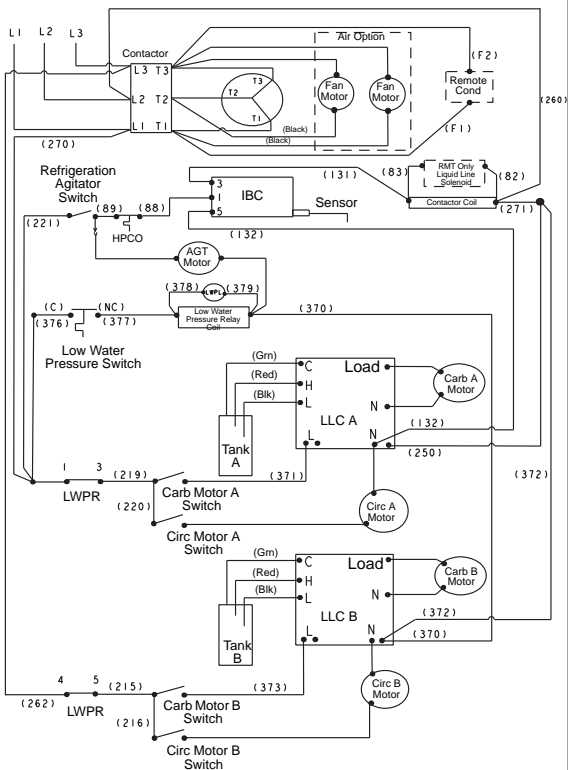 L1 L2 L3
Contactor
Air Option
(F2)
L3 T3
T3
Fan Motor
Fan Motor
Remote Cond
L2 T2
T2
(260)
L1 T1
T1
(Black)
(F1)
(270)
(Black)
Refrigeration Agitator Switch
(131)
(83)
RMT Only Liquid Line Solenoid
(82)
3
1
5
IBC
Sensor
Contactor Coil
(271)
(89) (88)
(221)
HPCO
(132)
AGT Motor
(378)
LWPL
(379)
(C) (NC)
(376) (377)
Low Water Pressure Relay Coil
(370)
Low Water Pressure Switch
(Grn)
C
Load
Carb A Motor
(Red)
H
(Blk)
L
N
LLC A
(132)
Tank A
L
N
(250)
1 3
(219)
(371)
(372)
LWPR
Carb Motor A Switch
(220)
Circ A Motor
Circ Motor A Switch
(Grn)
C
Load
Carb B Motor
(Red)
H
(Blk)
L
N
LLC B
(372)
Tank B
L
N
(370)
4 5
(215)
(373)
Circ B Motor
(262)
LWPR
Carb Motor B Switch
(216)
Circ Motor B Switch